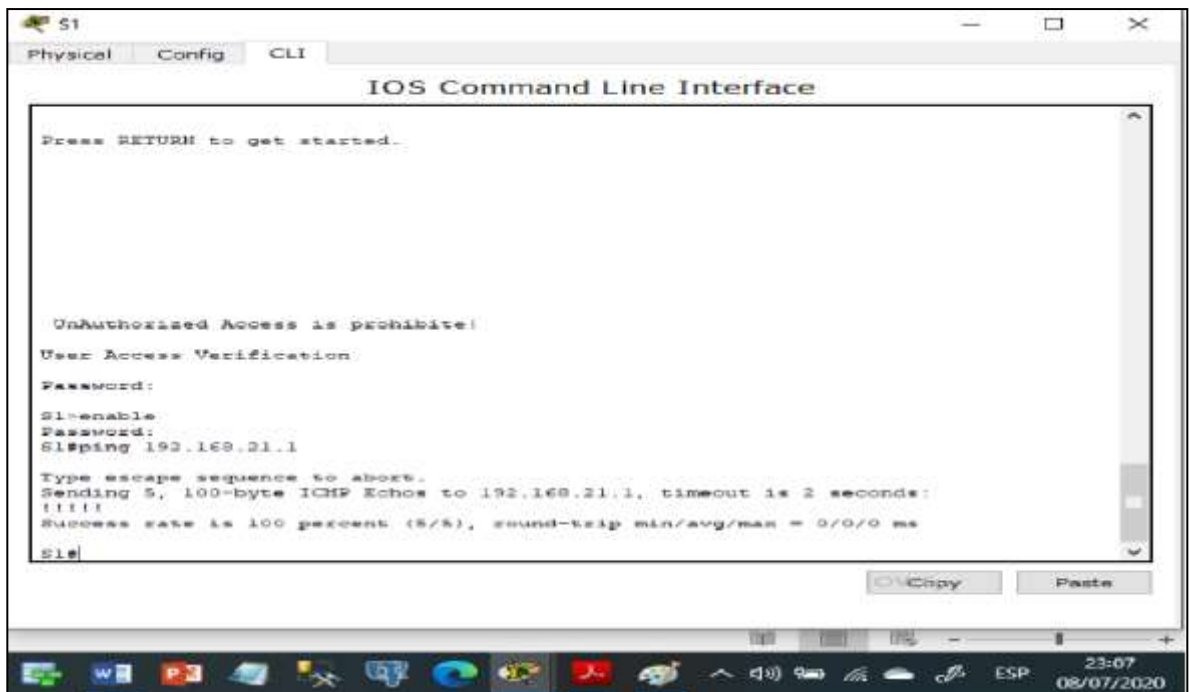 S1
Physical Config CLI
IOS Command Line Interface
Press RETURN to get started.
UnAuthorized Access is prohibite!
User Access Verification
Password:
S1>enable
Password:
S1#ping 192.168.21.1
Type escape sequence to abort.
Sending 5, 100-byte ICMP Echos to 192.168.21.1, timeout is 2 seconds:
!!!!!
Success rate is 100 percent (5/5), round-trip min/avg/max = 0/0/0 ms
S1#
Copy Paste
ESP
23:07
08/07/2020